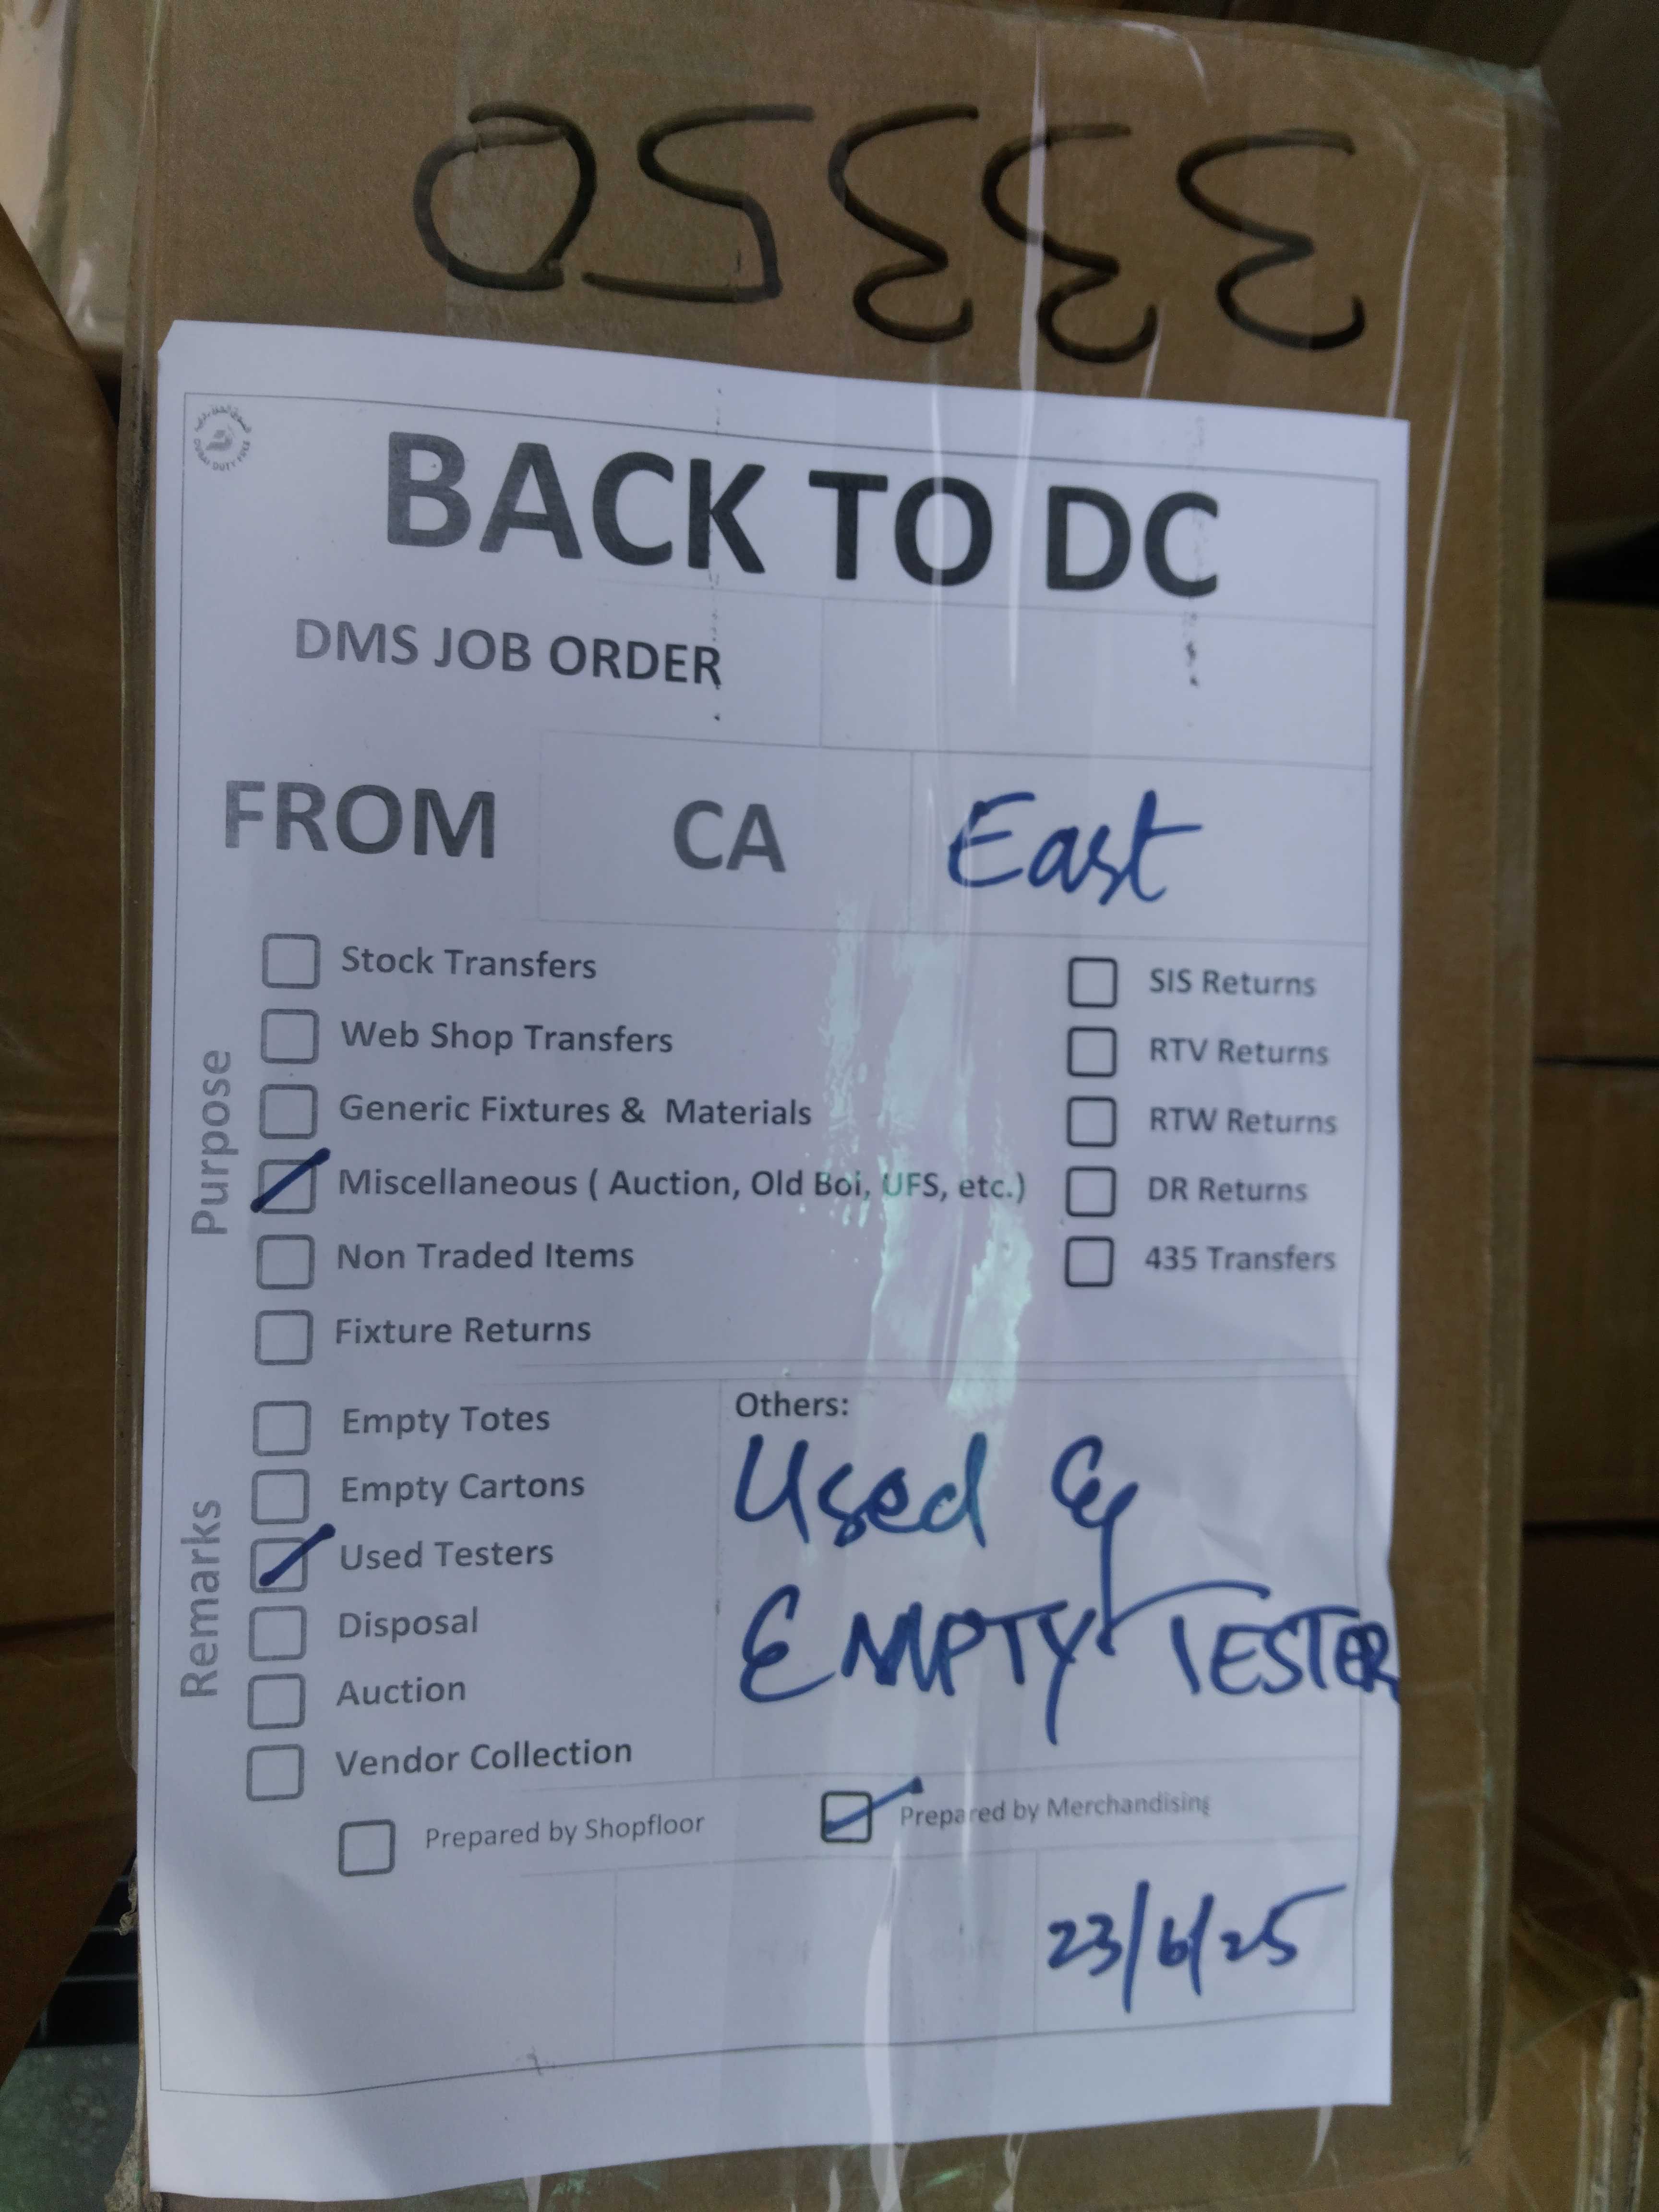 33350
DUBAI DUTY FREE
BACK TO DC
DMS JOB ORDER
FROM CA East
Purpose
Stock Transfers
Web Shop Transfers
Generic Fixtures & Materials
Miscellaneous ( Auction, Old Boi, UFS, etc.)
Non Traded Items
Fixture Returns
SIS Returns
RTV Returns
RTW Returns
DR Returns
435 Transfers
Remarks
Empty Totes
Empty Cartons
Used Testers
Disposal
Auction
Vendor Collection
Others:
Used &
EMPTY TESTER
Prepared by Shopfloor
Prepared by Merchandising
23/6/25